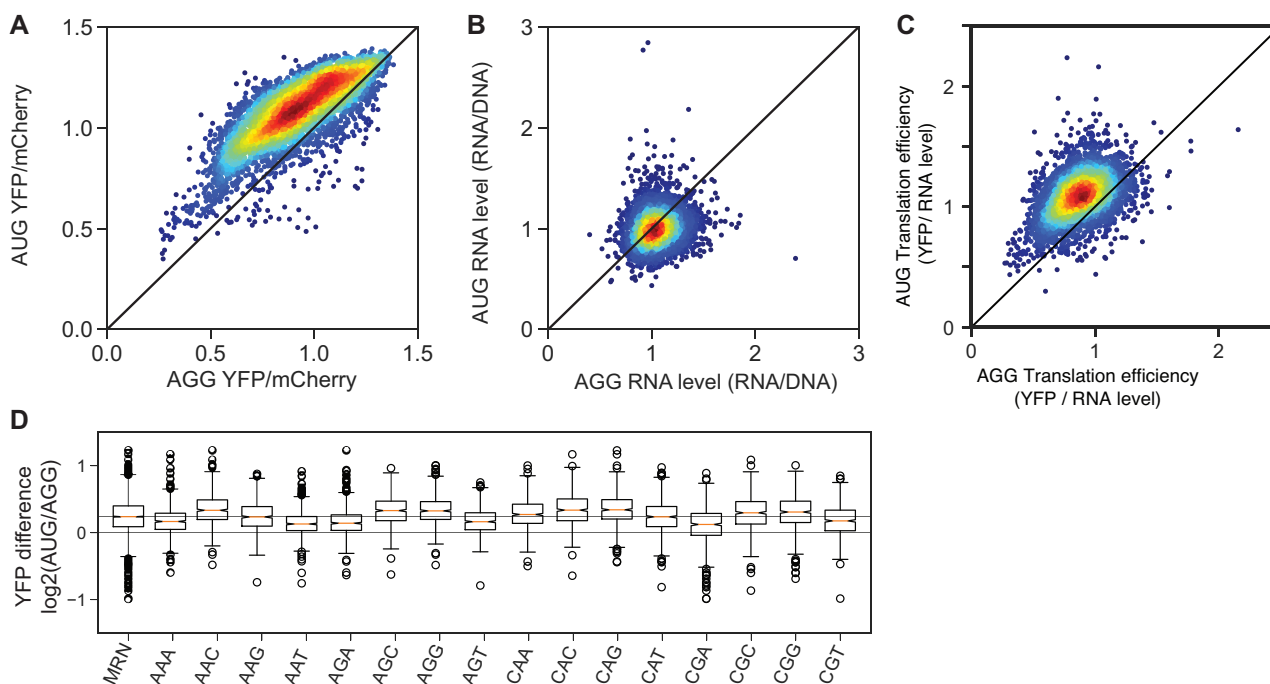 A
1.5
1.0
0.5
0.0
0.0
0.5
1.0
1.5
AUG YFP/mCherry
AGG YFP/mCherry
B
3
2
1
0
0
1
2
3
AUG RNA level (RNA/DNA)
AGG RNA level (RNA/DNA)
C
2
1
0
0
1
2
AUG Translation efficiency
(YFP / RNA level)
AGG Translation efficiency
(YFP / RNA level)
D
1
0
−1
YFP difference
log2(AUG/AGG)
MRN
AAA
AAC
AAG
AAT
AGA
AGC
AGG
AGT
CAA
CAC
CAG
CAT
CGA
CGC
CGG
CGT